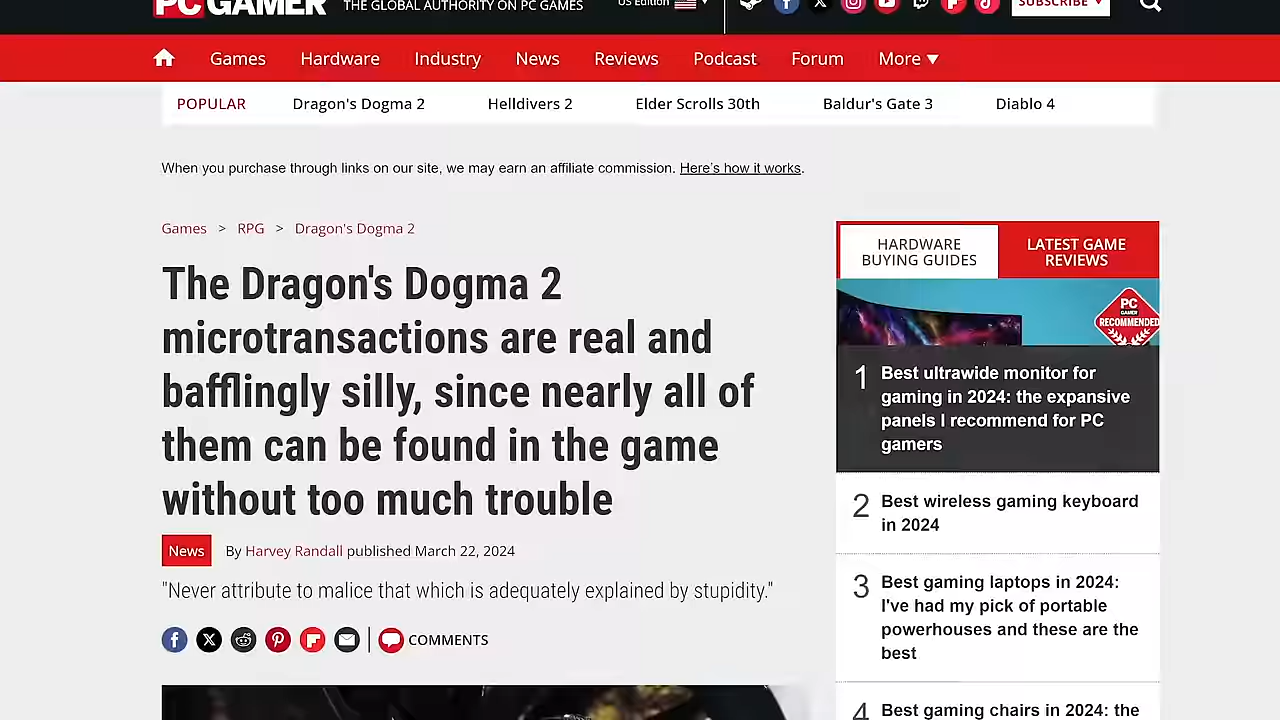 PC GAMER THE GLOBAL AUTHORITY ON PC GAMES
US Edition
SUBSCRIBE
Games Hardware Industry News Reviews Podcast Forum More
POPULAR Dragon's Dogma 2 Helldivers 2 Elder Scrolls 30th Baldur's Gate 3 Diablo 4
When you purchase through links on our site, we may earn an affiliate commission. Here's how it works.
Games > RPG > Dragon's Dogma 2
The Dragon's Dogma 2
microtransactions are real and
bafflingly silly, since nearly all of
them can be found in the game
without too much trouble
News By Harvey Randall published March 22, 2024
"Never attribute to malice that which is adequately explained by stupidity."
COMMENTS
HARDWARE
BUYING GUIDES
LATEST GAME
REVIEWS
PC
GAMER
RECOMMENDED
1 Best ultrawide monitor for
gaming in 2024: the expansive
panels I recommend for PC
gamers
2 Best wireless gaming keyboard
in 2024
3 Best gaming laptops in 2024:
I've had my pick of portable
powerhouses and these are the
best
4 Best gaming chairs in 2024: the